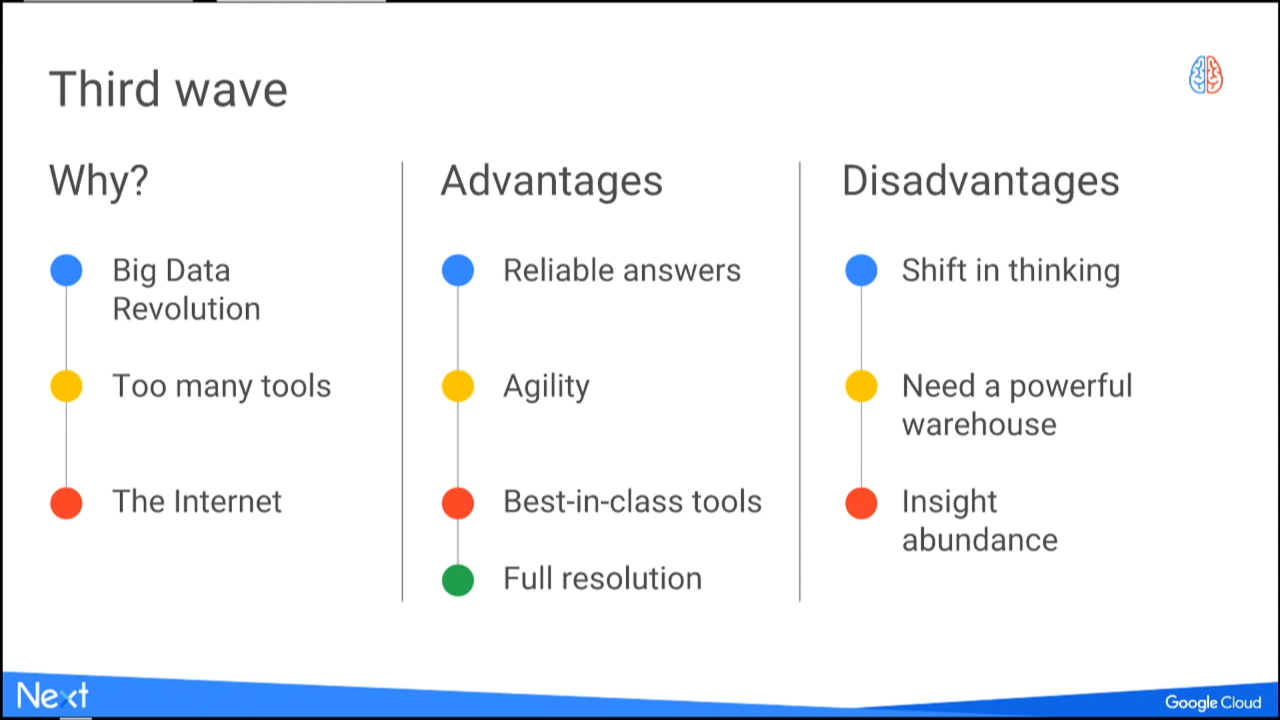 Third wave
Why?
Big Data
Revolution
Too many tools
The Internet
Advantages
Reliable answers
Agility
Best-in-class tools
Full resolution
Disadvantages
Shift in thinking
Need a powerful
warehouse
Insight
abundance
Next
Google Cloud